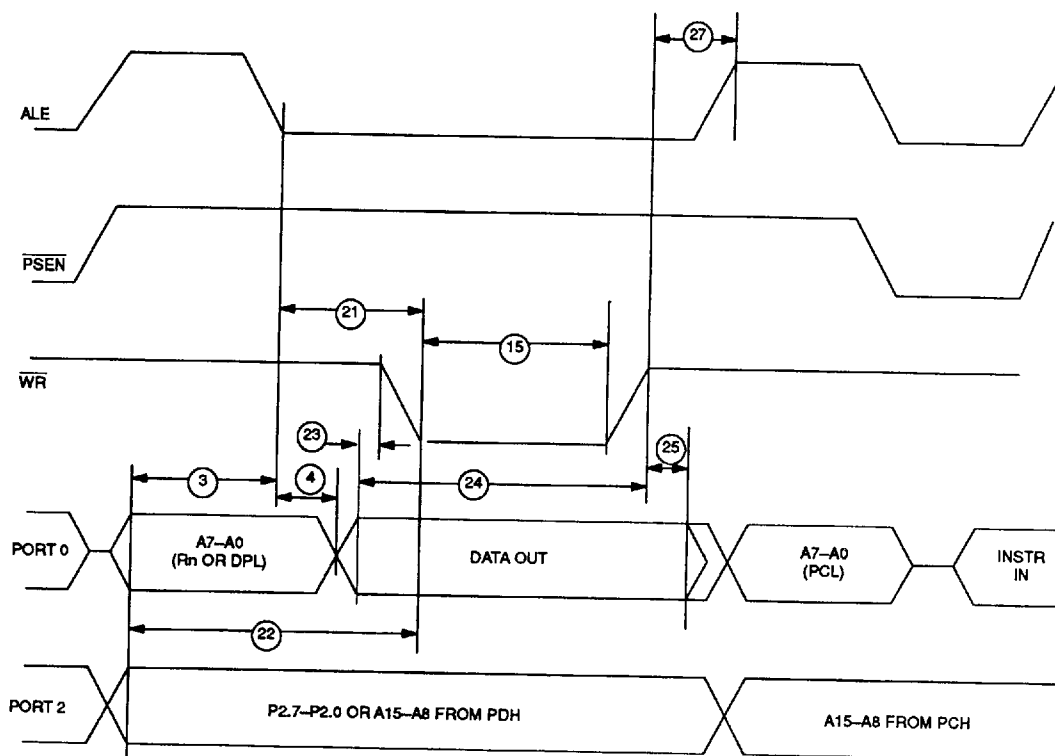 27
ALE
PSEN
21
15
WR
23
25
3
4
24
PORT 0
A7–A0
(Rn OR DPL)
DATA OUT
A7–A0
(PCL)
INSTR
IN
22
PORT 2
P2.7–P2.0 OR A15–A8 FROM PDH
A15–A8 FROM PCH